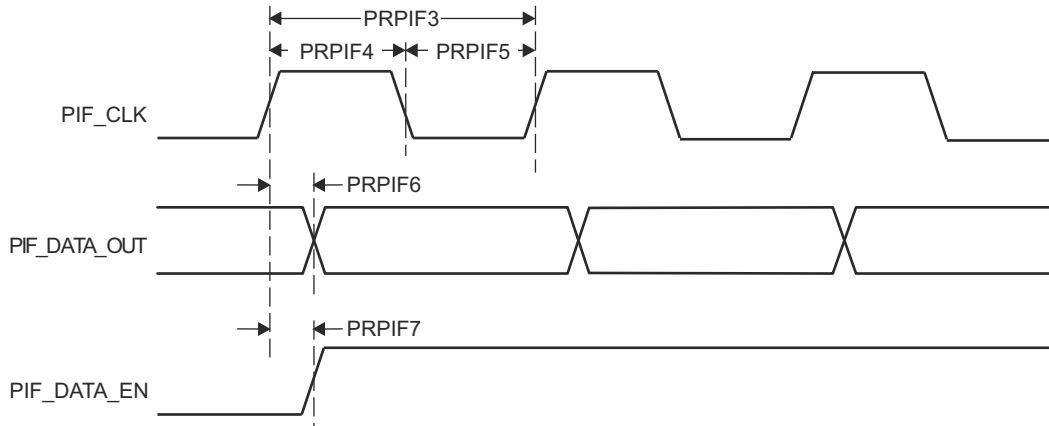 PRPIF3
PRPIF4 PRPIF5
PIF_CLK
PRPIF6
PIF_DATA_OUT
PRPIF7
PIF_DATA_EN